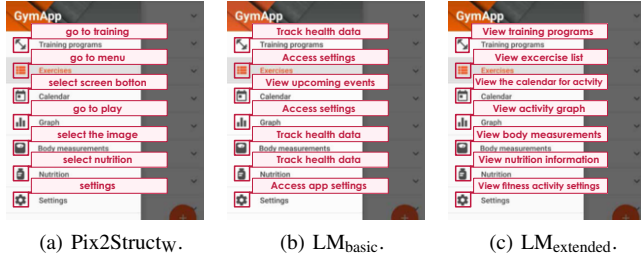 GymApp
go to training
Training programs
go to menu
Exercises
select screen botton
Calendar
go to play
Graph
select the image
Body measurements
select nutrition
Nutrition
settings
Settings
(a) Pix2StructW.
GymApp
Track health data
Training programs
Access settings
Exercises
View upcoming events
Calendar
Access settings
Graph
Track health data
Body measurements
Track health data
Nutrition
Access app settings
Settings
(b) LMbasic.
GymApp
View training programs
Training programs
View excercise list
Exercises
View the calendar for actvity
Calendar
View activity graph
Graph
View body measurements
Body measurements
View nutrition information
Nutrition
View fitness activity settings
Settings
(c) LMextended.